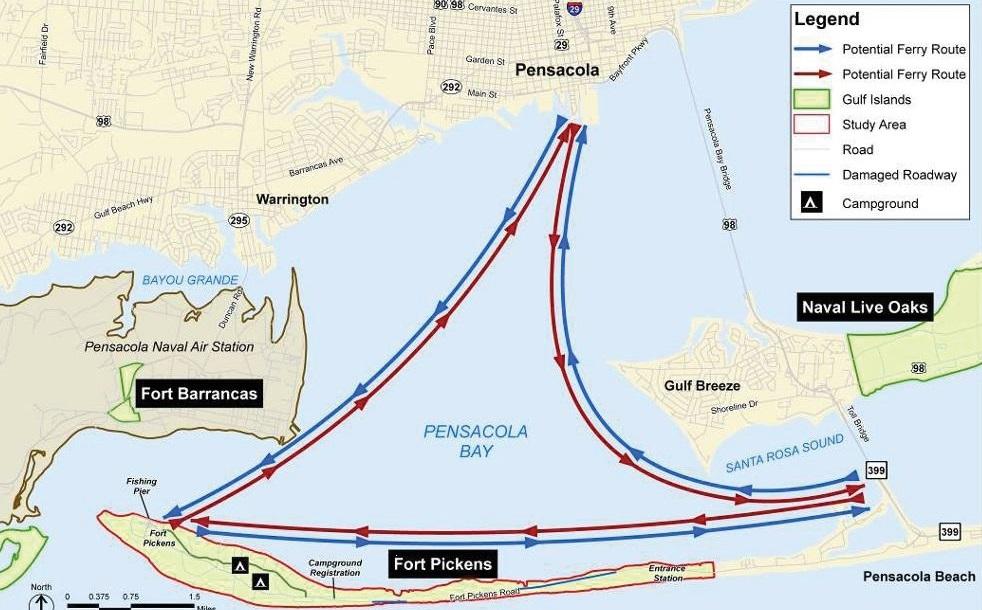 90 98 Cervantes St
29
9th Ave
Palafox St
Pace Blvd
New Warrington Rd
Fairfield Dr
29
Garden St
Pensacola
Bayfront Pkwy
292
Main St
98
Barrancas Ave
Warrington
Gulf Beach Hwy
292
295
Pensacola Bay Bridge
98
BAYOU GRANDE
Duncan Rd
Pensacola Naval Air Station
Fort Barrancas
Naval Live Oaks
98
Gulf Breeze
Shoreline Dr
Toll Bridge
PENSACOLA
BAY
SANTA ROSA SOUND
399
399
Fishing
Pier
Fort
Pickens
Campground
Registration
Fort Pickens
Fort Pickens Road
Entrance
Station
Pensacola Beach
North
0 0.375 0.75 1.5
Miles
Legend
Potential Ferry Route
Potential Ferry Route
Gulf Islands
Study Area
Road
Damaged Roadway
Campground